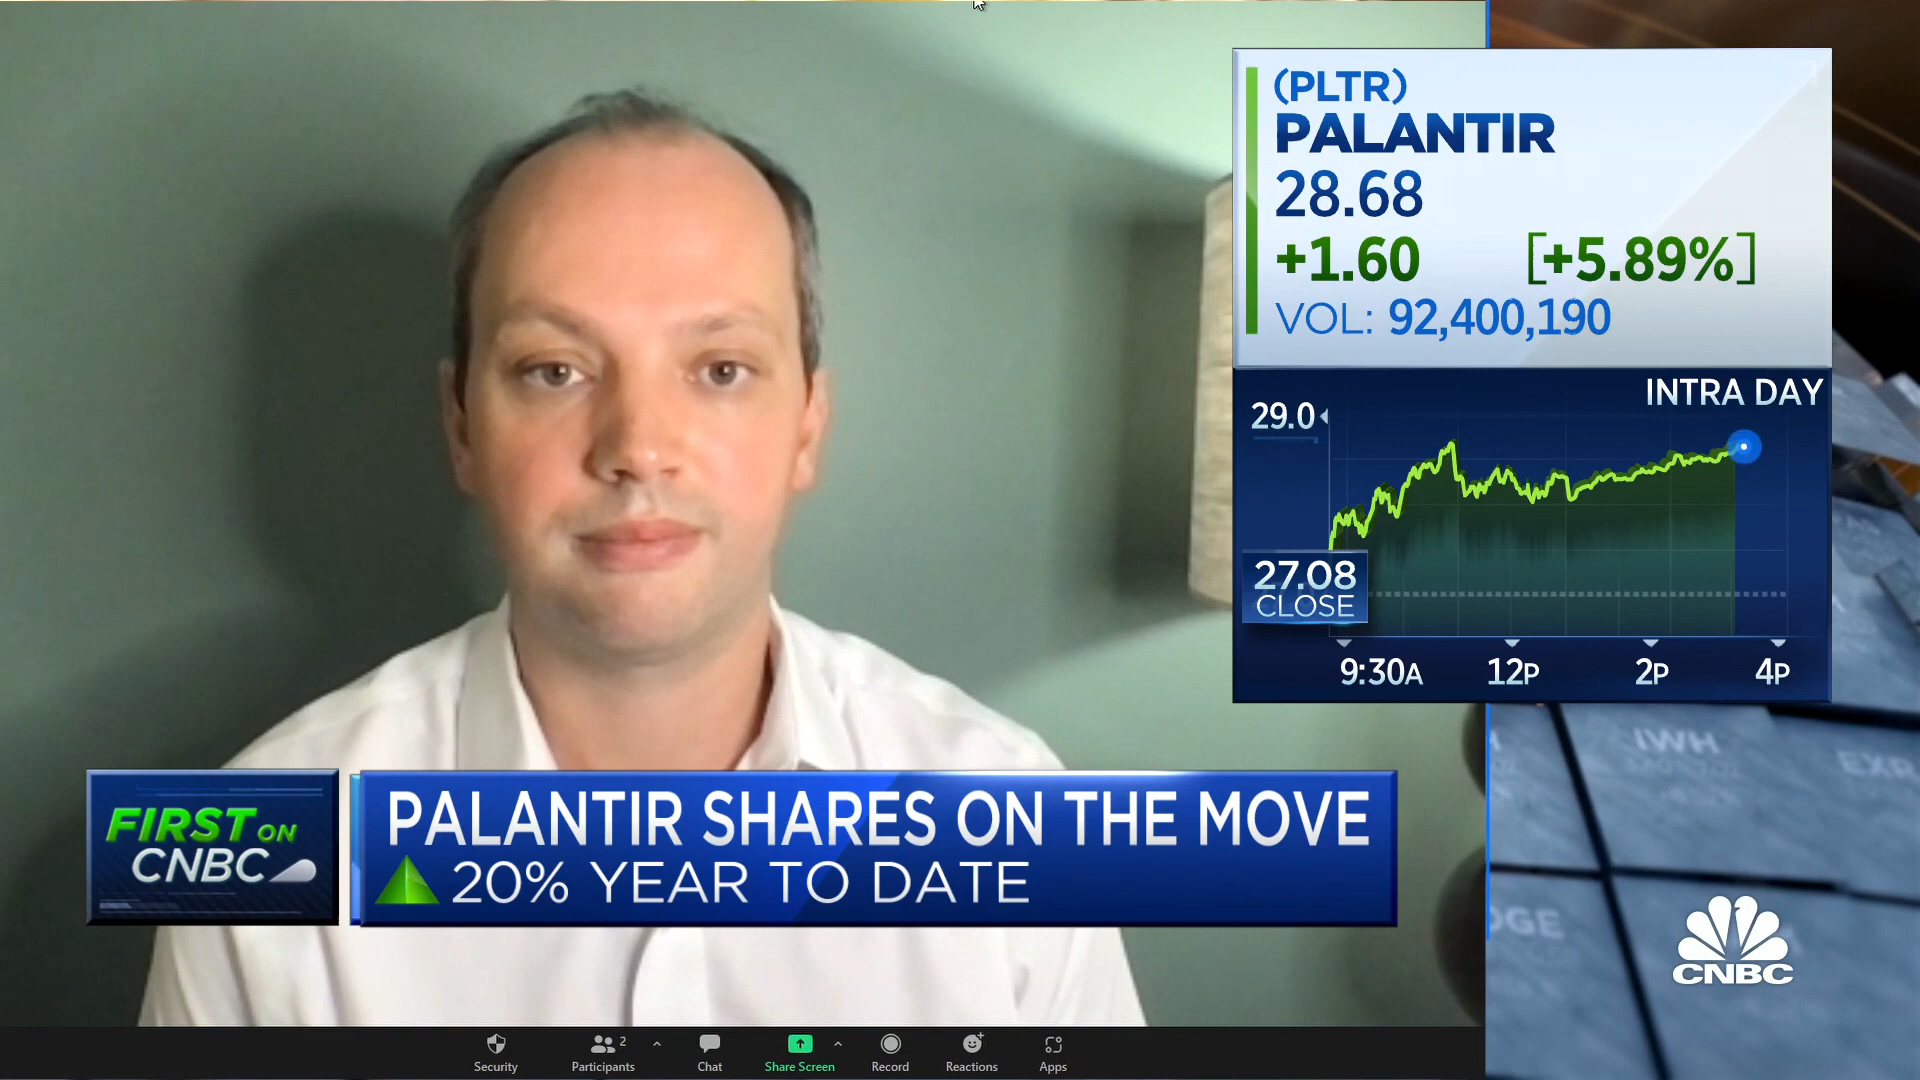 (PLTR)
PALANTIR
28.68
+1.60 [+5.89%]
VOL: 92,400,190
INTRA DAY
29.0
27.08
CLOSE
9:30A 12P 2P 4P
IWH
EXR
DGE
FIRST ON
CNBC
PALANTIR SHARES ON THE MOVE
20% YEAR TO DATE
CNBC
2
Security Participants Chat Share Screen Record Reactions Apps